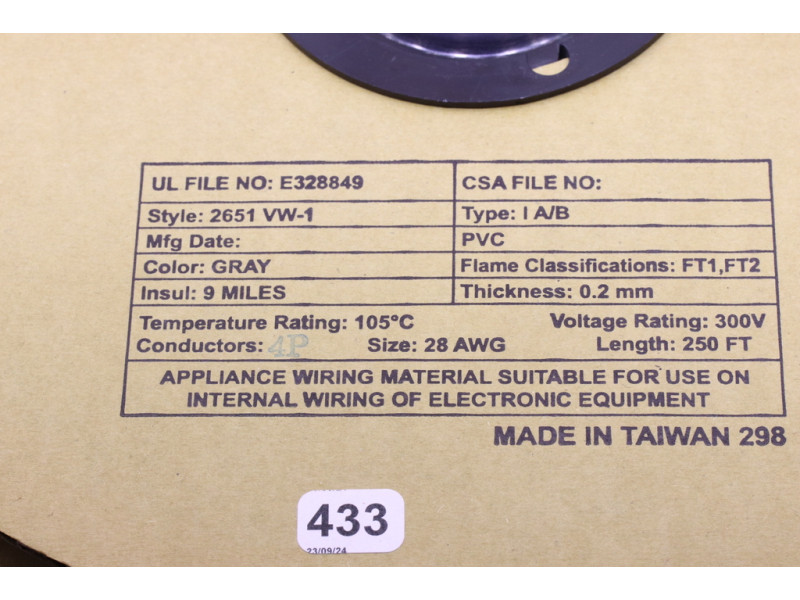 UL FILE NO: E328849 CSA FILE NO:
Style: 2651 VW-1 Type: I A/B
Mfg Date: PVC
Color: GRAY Flame Classifications: FT1,FT2
Insul: 9 MILES Thickness: 0.2 mm
Temperature Rating: 105°C Voltage Rating: 300V
Conductors: 4P Size: 28 AWG Length: 250 FT
APPLIANCE WIRING MATERIAL SUITABLE FOR USE ON
INTERNAL WIRING OF ELECTRONIC EQUIPMENT
MADE IN TAIWAN 298
433
23/09/24